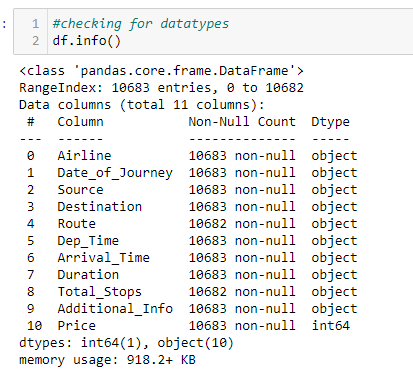 : 1 #checking for datatypes
2 df.info()
<class 'pandas.core.frame.DataFrame'>
RangeIndex: 10683 entries, 0 to 10682
Data columns (total 11 columns):
 #   Column           Non-Null Count  Dtype
---  ------           --------------  -----
 0   Airline          10683 non-null  object
 1   Date_of_Journey  10683 non-null  object
 2   Source           10683 non-null  object
 3   Destination      10683 non-null  object
 4   Route            10682 non-null  object
 5   Dep_Time         10683 non-null  object
 6   Arrival_Time     10683 non-null  object
 7   Duration         10683 non-null  object
 8   Total_Stops      10682 non-null  object
 9   Additional_Info  10683 non-null  object
 10  Price            10683 non-null  int64
dtypes: int64(1), object(10)
memory usage: 918.2+ KB